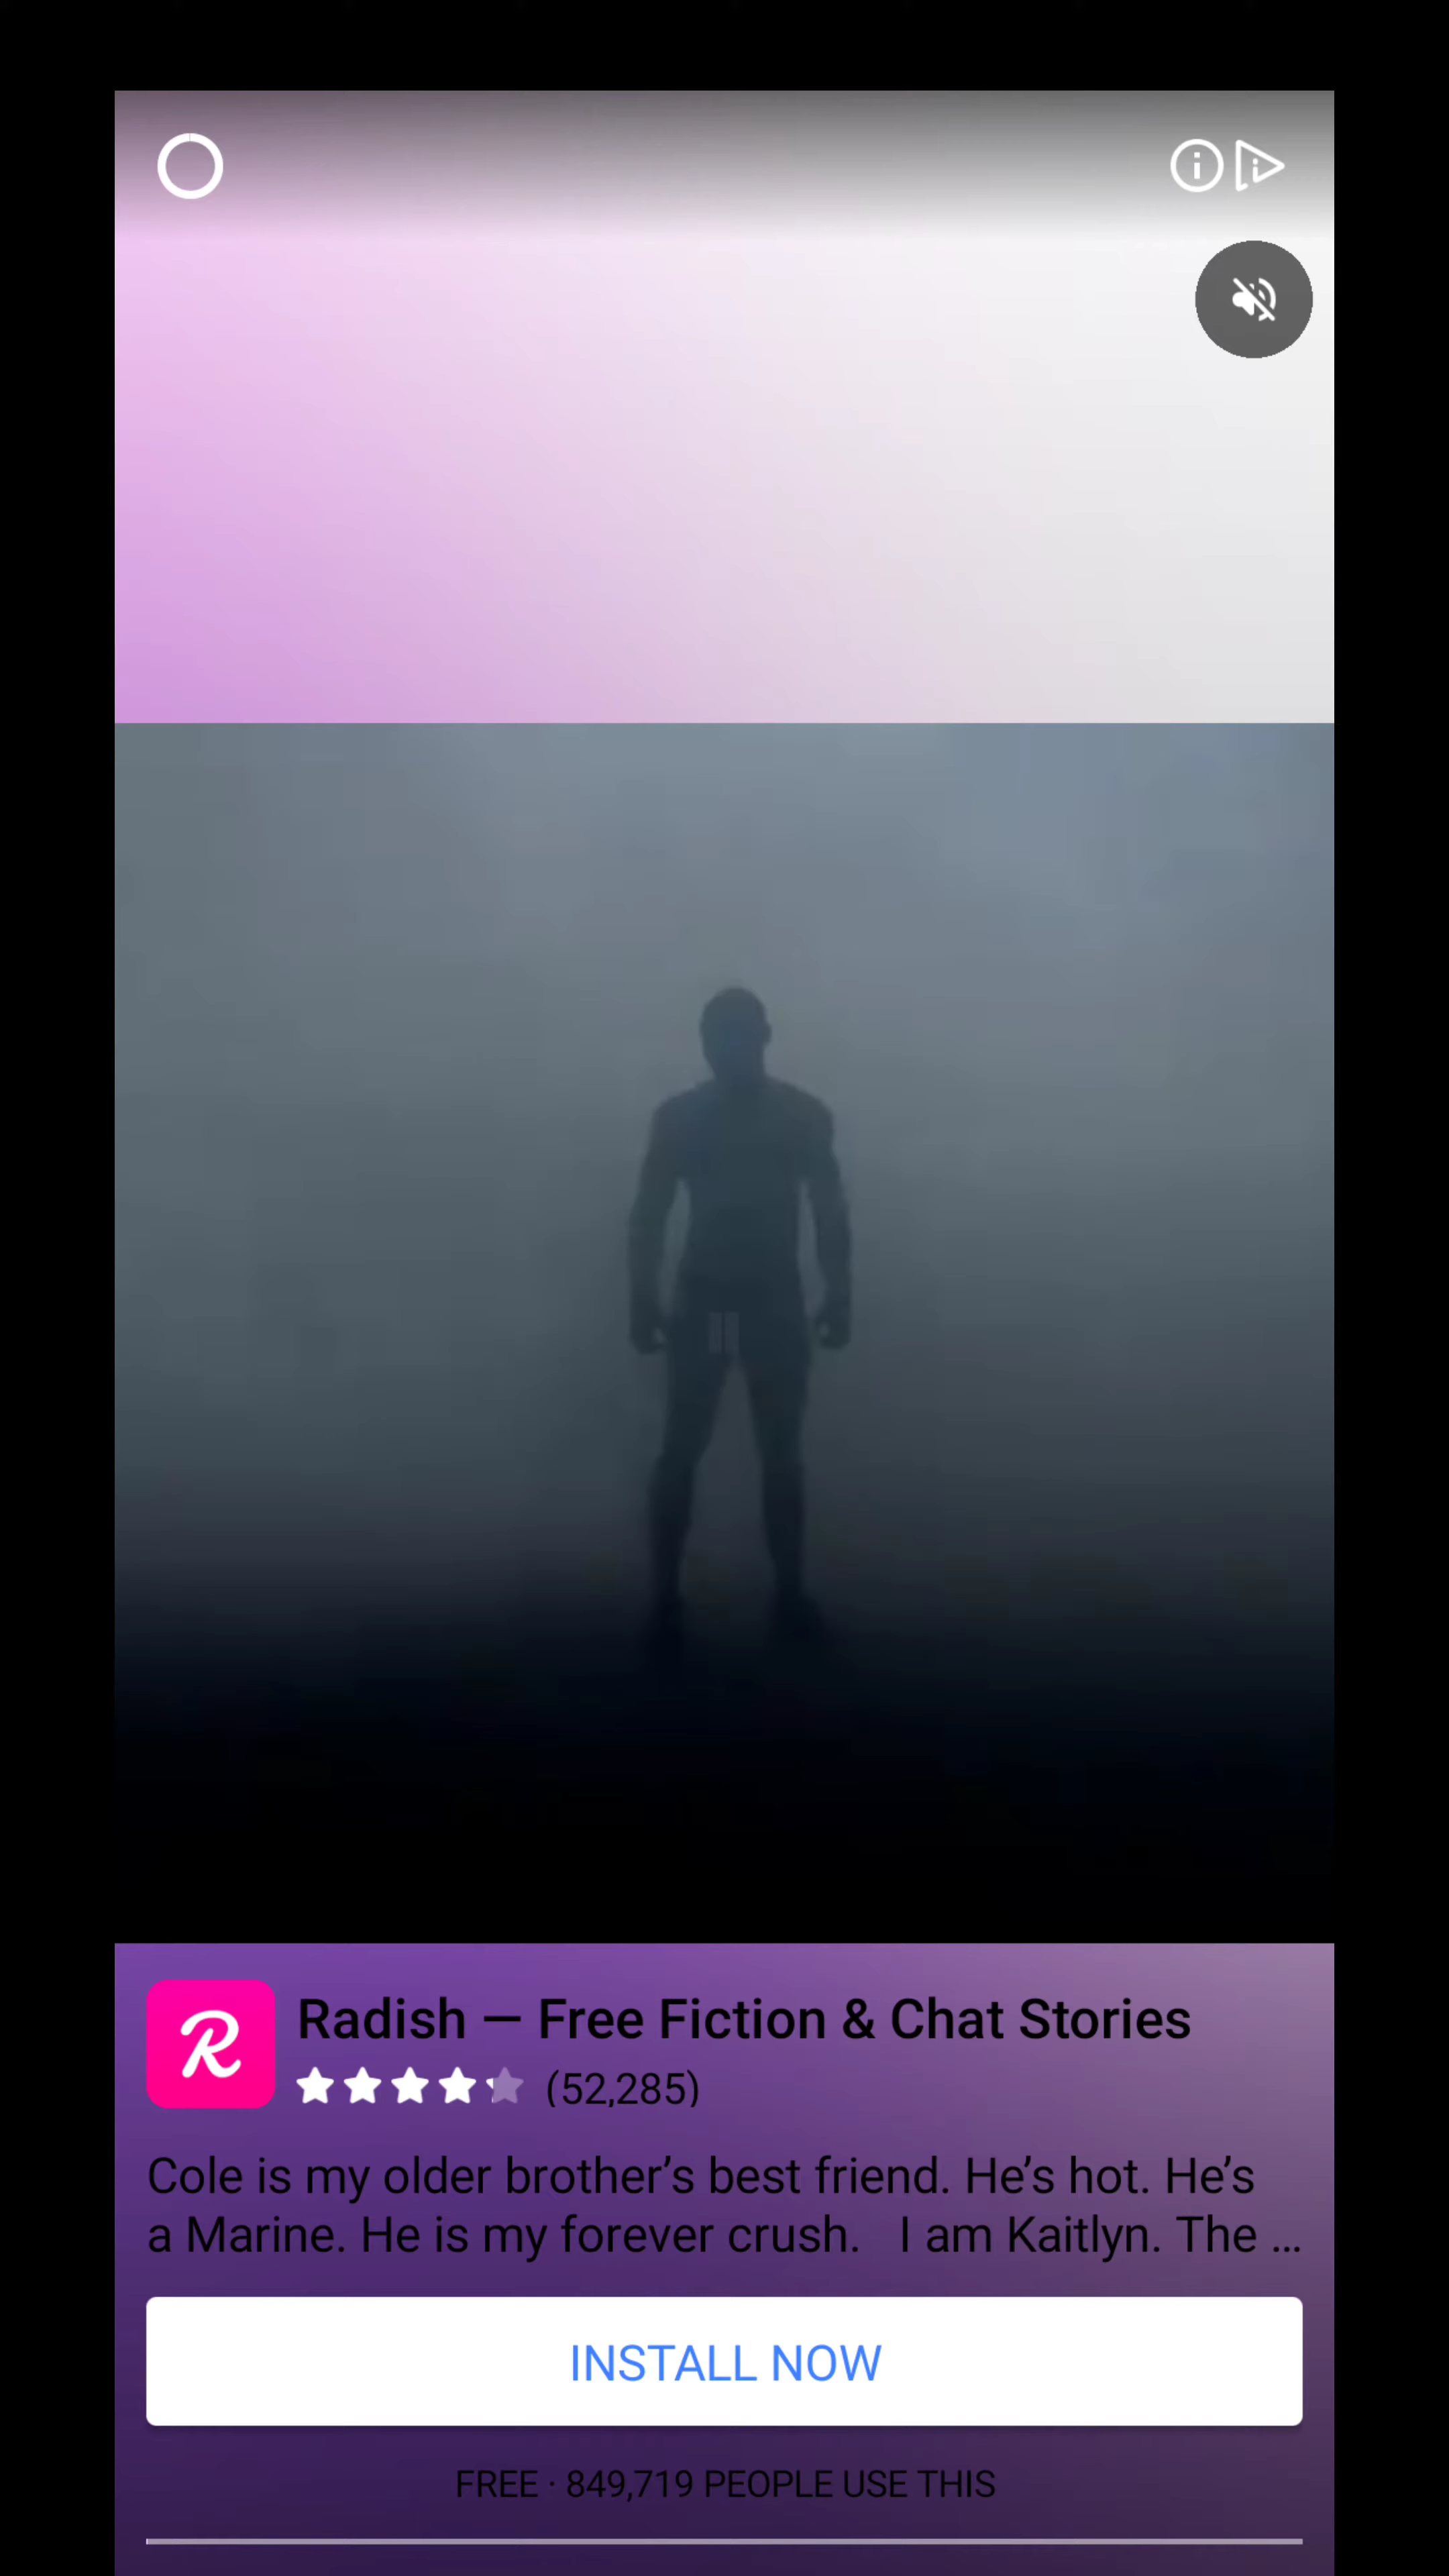 R
Radish — Free Fiction & Chat Stories
(52,285)
Cole is my older brother’s best friend. He’s hot. He’s
a Marine. He is my forever crush.   I am Kaitlyn. The ...
INSTALL NOW
FREE · 849,719 PEOPLE USE THIS